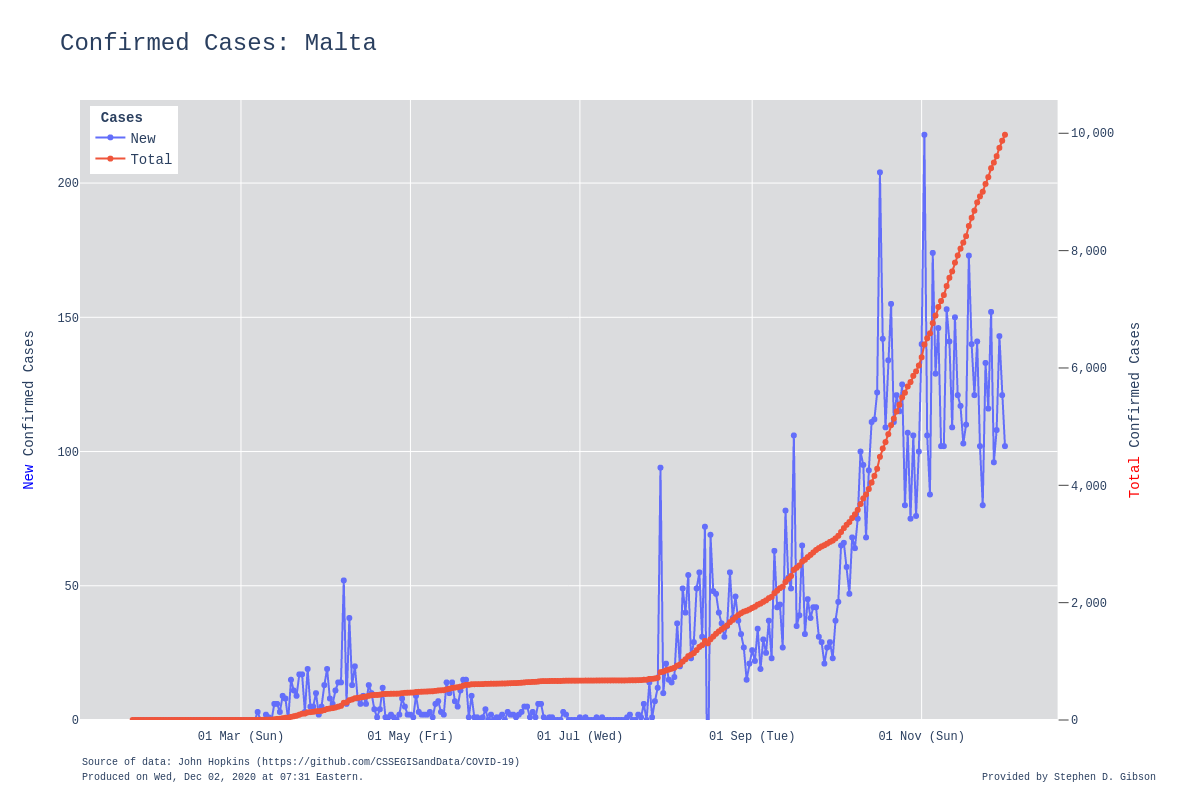 Confirmed Cases: Malta
Cases
New
Total
200
150
100
50
0
10,000
8,000
6,000
4,000
2,000
0
New Confirmed Cases
Total Confirmed Cases
01 Mar (Sun)
01 May (Fri)
01 Jul (Wed)
01 Sep (Tue)
01 Nov (Sun)
Source of data: John Hopkins (https://github.com/CSSEGISandData/COVID-19)
Produced on Wed, Dec 02, 2020 at 07:31 Eastern.
Provided by Stephen D. Gibson